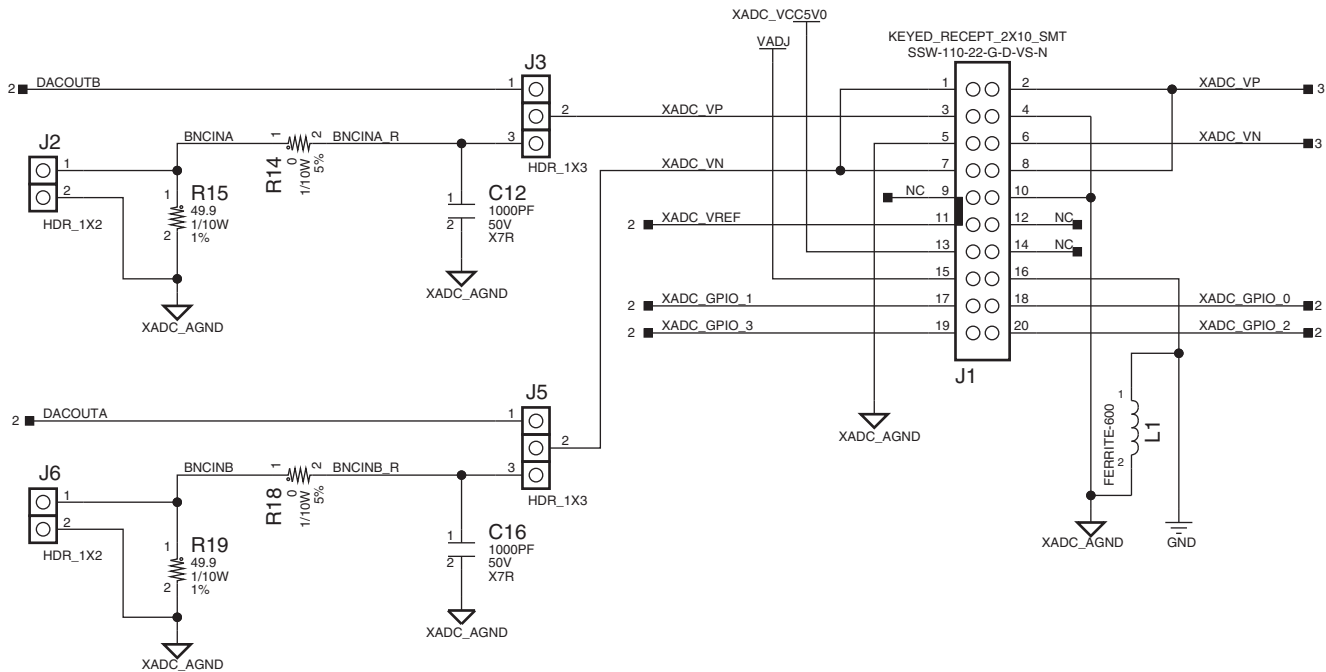 XADC_VCC5V0
VADJ
KEYED_RECEPT_2X10_SMT
SSW-110-22-G-D-VS-N
2 DACOUTB
1
J3
2
3
HDR_1X3
XADC_VP
1 2 XADC_VP 3
3 4
5 6 XADC_VN 3
XADC_VN
7 8
NC 9 10
2 XADC_VREF 11 12 NC
13 14 NC
15 16
2 XADC_GPIO_1 17 18 XADC_GPIO_0 2
2 XADC_GPIO_3 19 20 XADC_GPIO_2 2
J1
J2
1
2
HDR_1X2
BNCINA
1 2
R14
0
1/10W
5%
BNCINA_R
1
2
R15
49.9
1/10W
1%
XADC_AGND
1
2
C12
1000PF
50V
X7R
XADC_AGND
XADC_AGND
2 DACOUTA
1
J5
2
3
HDR_1X3
J6
1
2
HDR_1X2
BNCINB
1 2
R18
0
1/10W
5%
BNCINB_R
1
2
R19
49.9
1/10W
1%
XADC_AGND
1
2
C16
1000PF
50V
X7R
XADC_AGND
FERRITE-600
1
2
L1
XADC_AGND
GND